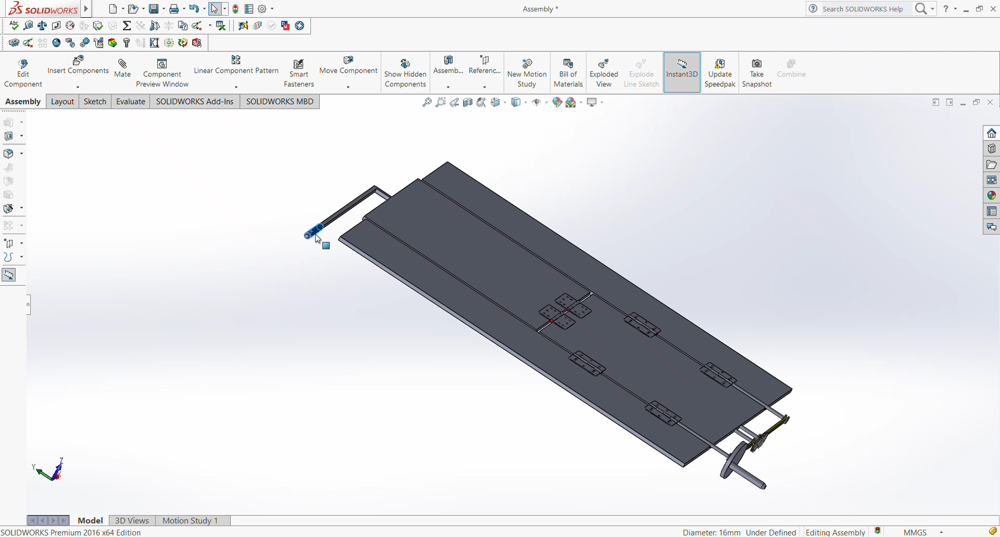 SOLIDWORKS
Assembly *
Search SOLIDWORKS Help
?
Abc
Edit Component
Insert Components
Mate
Component Preview Window
Linear Component Pattern
Smart Fasteners
Move Component
Show Hidden Components
Assemb...
Referenc...
New Motion Study
Bill of Materials
Exploded View
Explode Line Sketch
Instant3D
Update Speedpak
Take Snapshot
Combine
Assembly
Layout
Sketch
Evaluate
SOLIDWORKS Add-Ins
SOLIDWORKS MBD
Z
Y
X
Model
3D Views
Motion Study 1
SOLIDWORKS Premium 2016 x64 Edition
Diameter: 16mm
Under Defined
Editing Assembly
MMGS